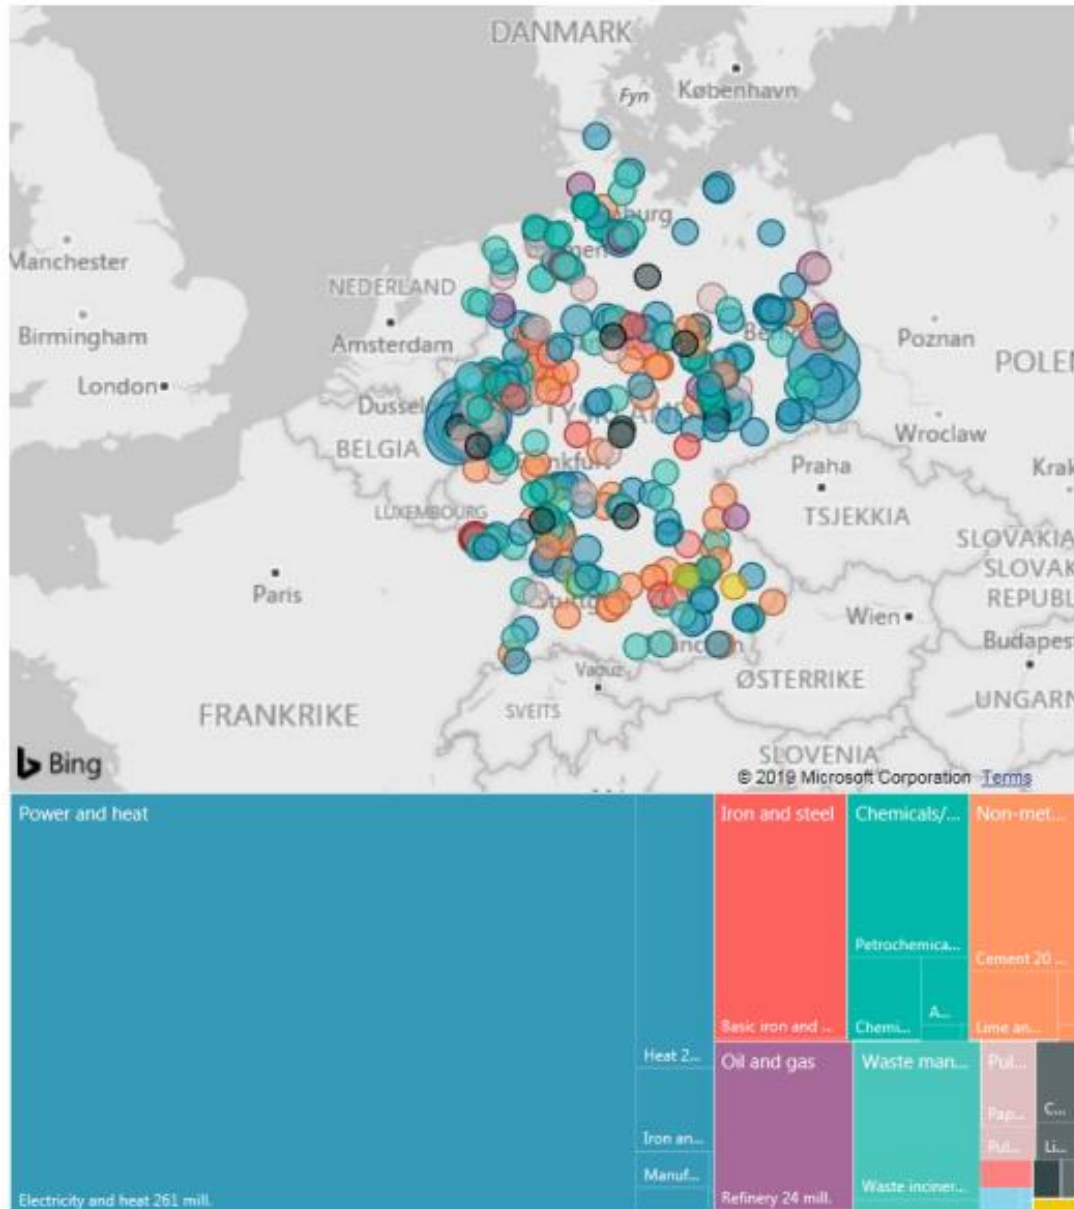 DANMARK
København
Fyn
Manchester
NEDERLAND
Birmingham
Amsterdam
Poznan
London
POLEN
BELGIA
Wroclaw
Praha
Krak
LUXEMBOURG
TSJEKKIA
SLOVAKIA
SLOVAK
REPUBL
Paris
Wien
Budapest
Vaduz
ØSTERRIKE
UNGARN
FRANKRIKE
SVEITS
SLOVENIA
Bing
© 2019 Microsoft Corporation Terms
Power and heat
Iron and steel
Chemicals/...
Non-met...
Petrochemica...
Cement 20 ...
A...
Basic iron and ...
Chemi...
Lime an...
Heat 2...
Oil and gas
Waste man...
Pul...
Pap...
C...
Iron an...
Pul...
Li...
Manuf...
Electricity and heat 261 mill.
Refinery 24 mill.
Waste inciner...